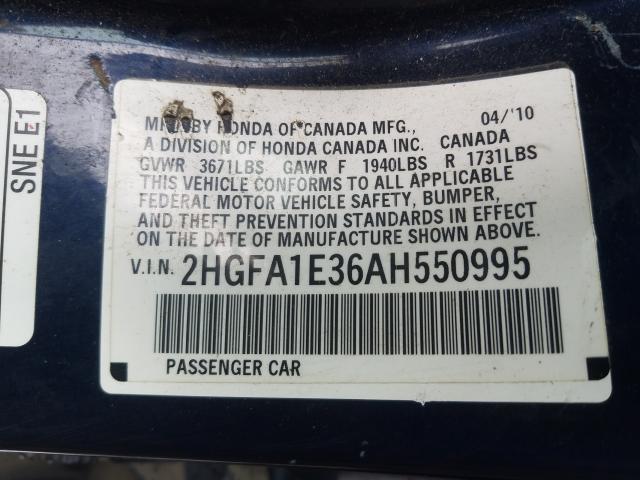 SNE E1
04/'10
MFD. BY HONDA OF CANADA MFG.,
A DIVISION OF HONDA CANADA INC. CANADA
GVWR 3671LBS GAWR F 1940LBS R 1731LBS
THIS VEHICLE CONFORMS TO ALL APPLICABLE
FEDERAL MOTOR VEHICLE SAFETY, BUMPER,
AND THEFT PREVENTION STANDARDS IN EFFECT
ON THE DATE OF MANUFACTURE SHOWN ABOVE.
V.I.N. 2HGFA1E36AH550995
PASSENGER CAR